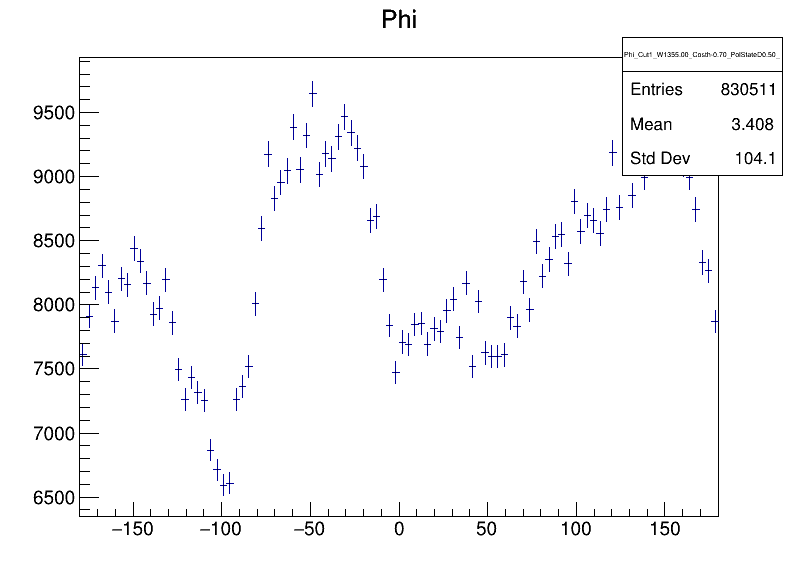 Phi
Phi_Cut1_W1355.00_Costh-0.70_PolStateD0.50_
Entries 830511
Mean 3.408
Std Dev 104.1
9500
9000
8500
8000
7500
7000
6500
−150 −100 −50 0 50 100 150